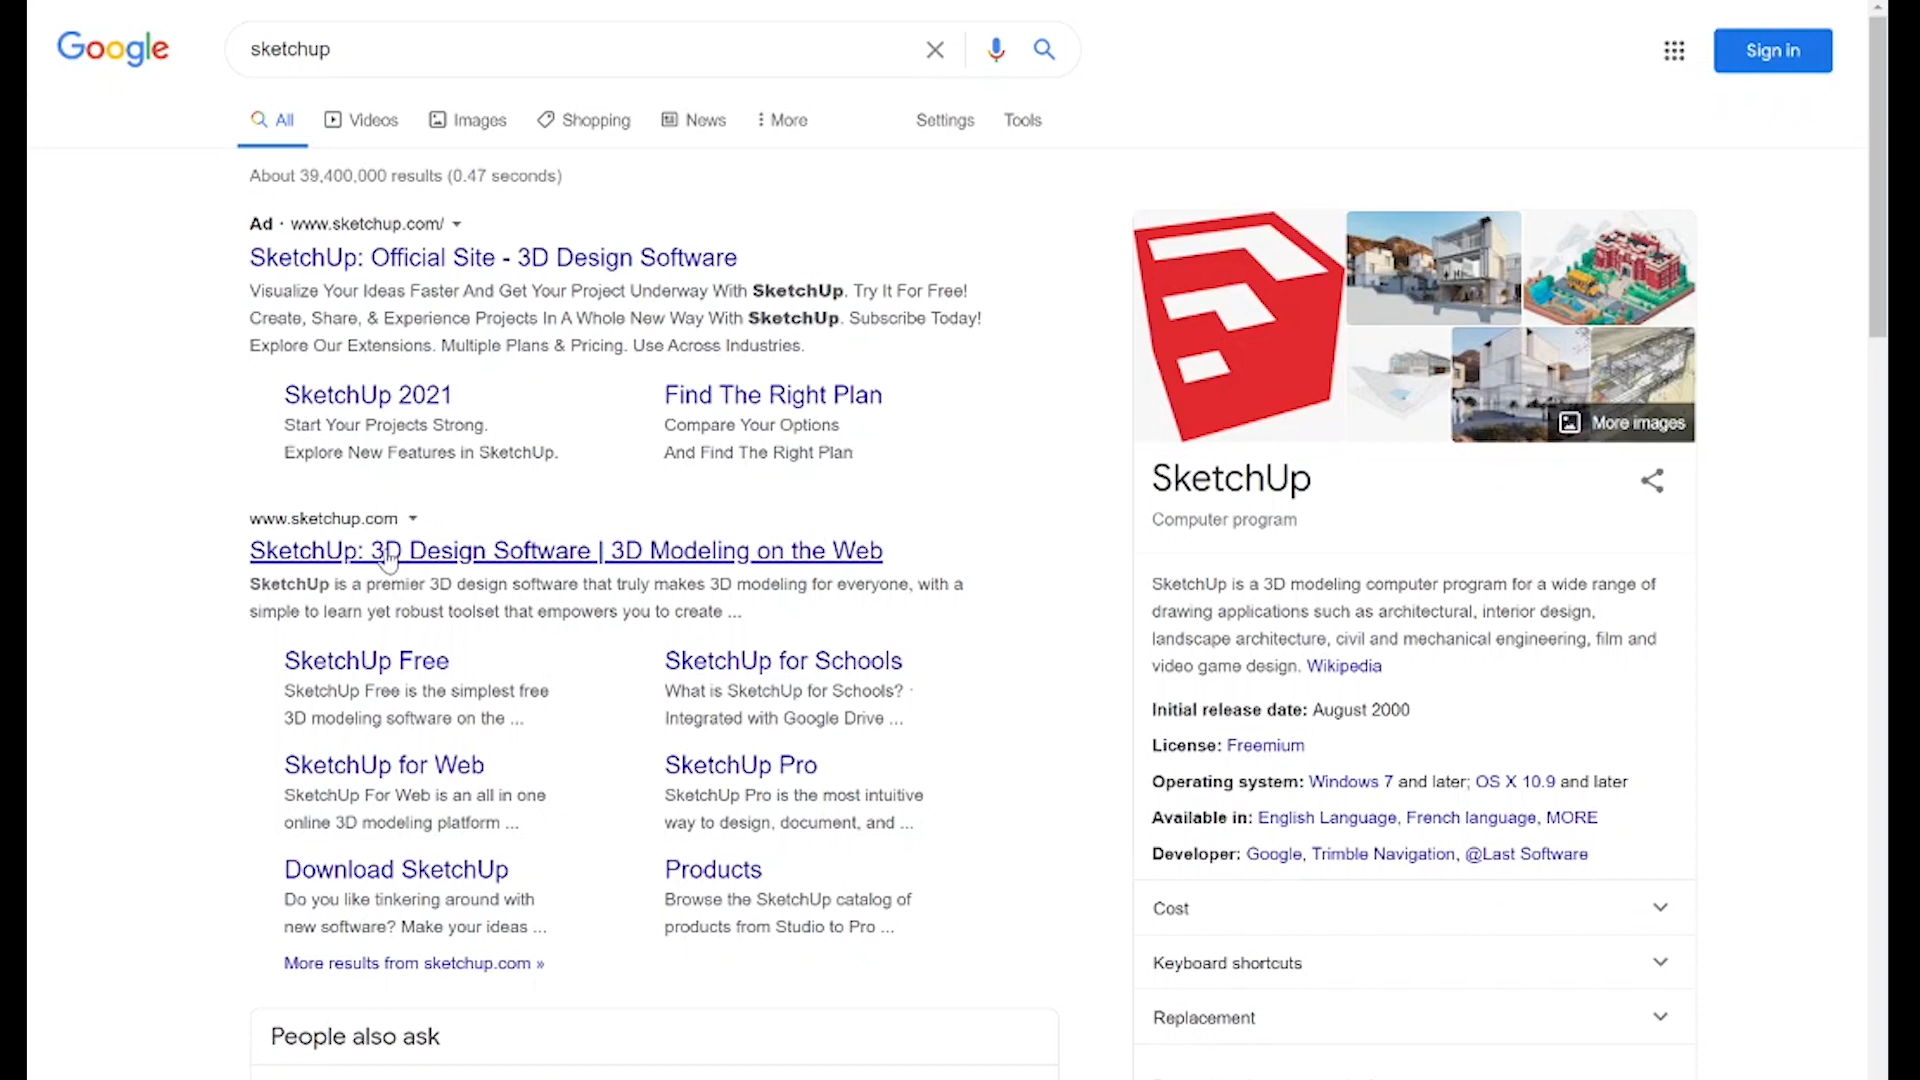 Google
sketchup
Sign in
All
Videos
Images
Shopping
News
More
Settings
Tools
About 39,400,000 results (0.47 seconds)
Ad · www.sketchup.com/
SketchUp: Official Site - 3D Design Software
Visualize Your Ideas Faster And Get Your Project Underway With SketchUp. Try It For Free!
Create, Share, & Experience Projects In A Whole New Way With SketchUp. Subscribe Today!
Explore Our Extensions. Multiple Plans & Pricing. Use Across Industries.
SketchUp 2021
Start Your Projects Strong.
Explore New Features in SketchUp.
Find The Right Plan
Compare Your Options
And Find The Right Plan
www.sketchup.com
SketchUp: 3D Design Software | 3D Modeling on the Web
SketchUp is a premier 3D design software that truly makes 3D modeling for everyone, with a
simple to learn yet robust toolset that empowers you to create ...
SketchUp Free
SketchUp Free is the simplest free
3D modeling software on the ...
SketchUp for Schools
What is SketchUp for Schools? ·
Integrated with Google Drive ...
SketchUp for Web
SketchUp For Web is an all in one
online 3D modeling platform ...
SketchUp Pro
SketchUp Pro is the most intuitive
way to design, document, and ...
Download SketchUp
Do you like tinkering around with
new software? Make your ideas ...
Products
Browse the SketchUp catalog of
products from Studio to Pro ...
More results from sketchup.com »
People also ask
More images
SketchUp
Computer program
SketchUp is a 3D modeling computer program for a wide range of
drawing applications such as architectural, interior design,
landscape architecture, civil and mechanical engineering, film and
video game design. Wikipedia
Initial release date: August 2000
License: Freemium
Operating system: Windows 7 and later; OS X 10.9 and later
Available in: English Language, French language, MORE
Developer: Google, Trimble Navigation, @Last Software
Cost
Keyboard shortcuts
Replacement